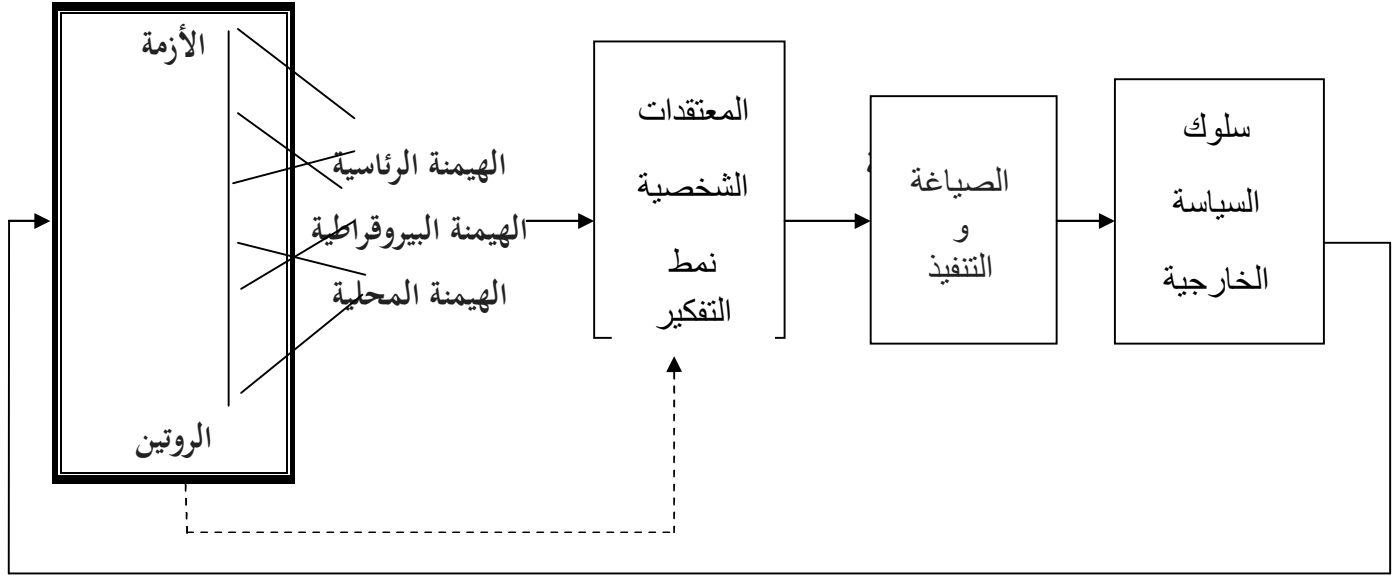 الأزمة
الروتين
الهيمنة الرئاسية
الهيمنة البيروقراطية
الهيمنة المحلية
المعتقدات
الشخصية
نمط
التفكير
الصياغة
و
التنفيذ
سلوك
السياسة
الخارجية